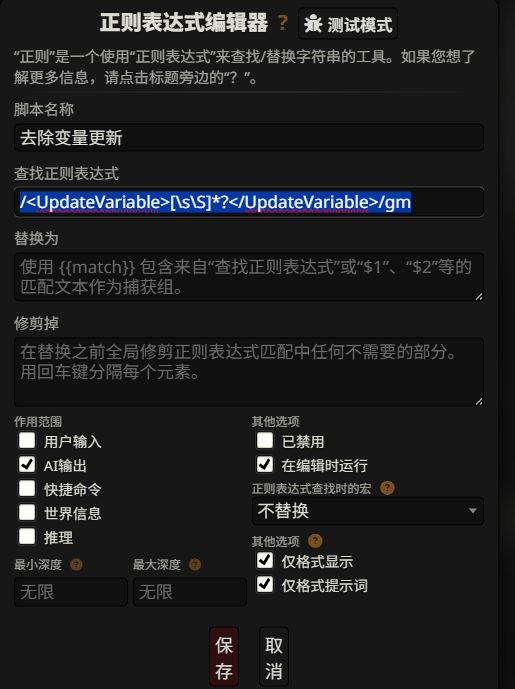 正则表达式编辑器 ? 测试模式
“正则”是一个使用“正则表达式”来查找/替换字符串的工具。如果您想了
解更多信息，请点击标题旁边的“？”。
脚本名称
去除变量更新
查找正则表达式
/<UpdateVariable>[\s\S]*?</UpdateVariable>/gm
替换为
使用 {{match}} 包含来自“查找正则表达式”或“$1”、“$2”等的
匹配文本作为捕获组。
修剪掉
在替换之前全局修剪正则表达式匹配中任何不需要的部分。
用回车键分隔每个元素。
作用范围
用户输入
AI输出
快捷命令
世界信息
推理
最小深度 ?
无限
最大深度 ?
无限
其他选项
已禁用
在编辑时运行
正则表达式查找时的宏 ?
不替换
其他选项 ?
仅格式显示
仅格式提示词
保
存
取
消